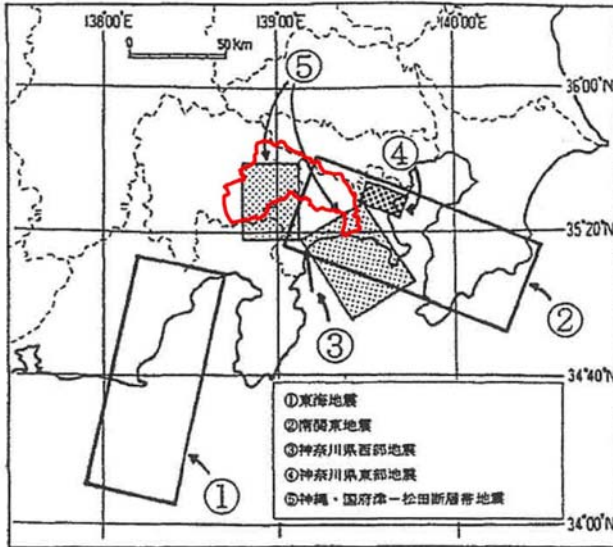 138°00'E 139°00'E 140°00'E
0 50 Km
⑤
36°00'N
④
35°20'N
②
③
34°40'N
①東海地震
②南関東地震
③神奈川県西部地震
④神奈川県東部地震
⑤神縄・国府津－松田断層帯地震
①
34°00'N